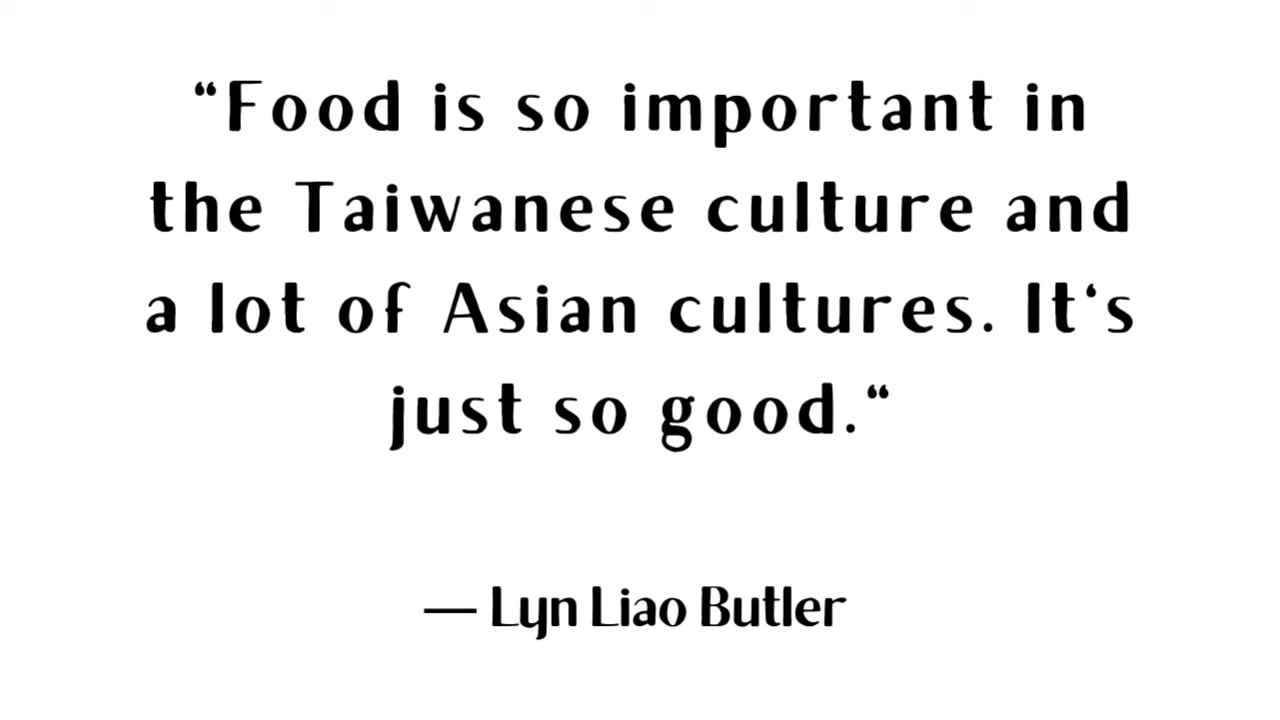 “Food is so important in
the Taiwanese culture and
a lot of Asian cultures. It‘s
just so good.“
— Lyn Liao Butler